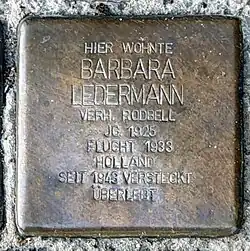 HIER WOHNTE
BARBARA
LEDERMANN
VERH. RODBELL
JG. 1925
FLUCHT 1933
HOLLAND
SEIT 1943 VERSTECKT
ÜBERLEBT